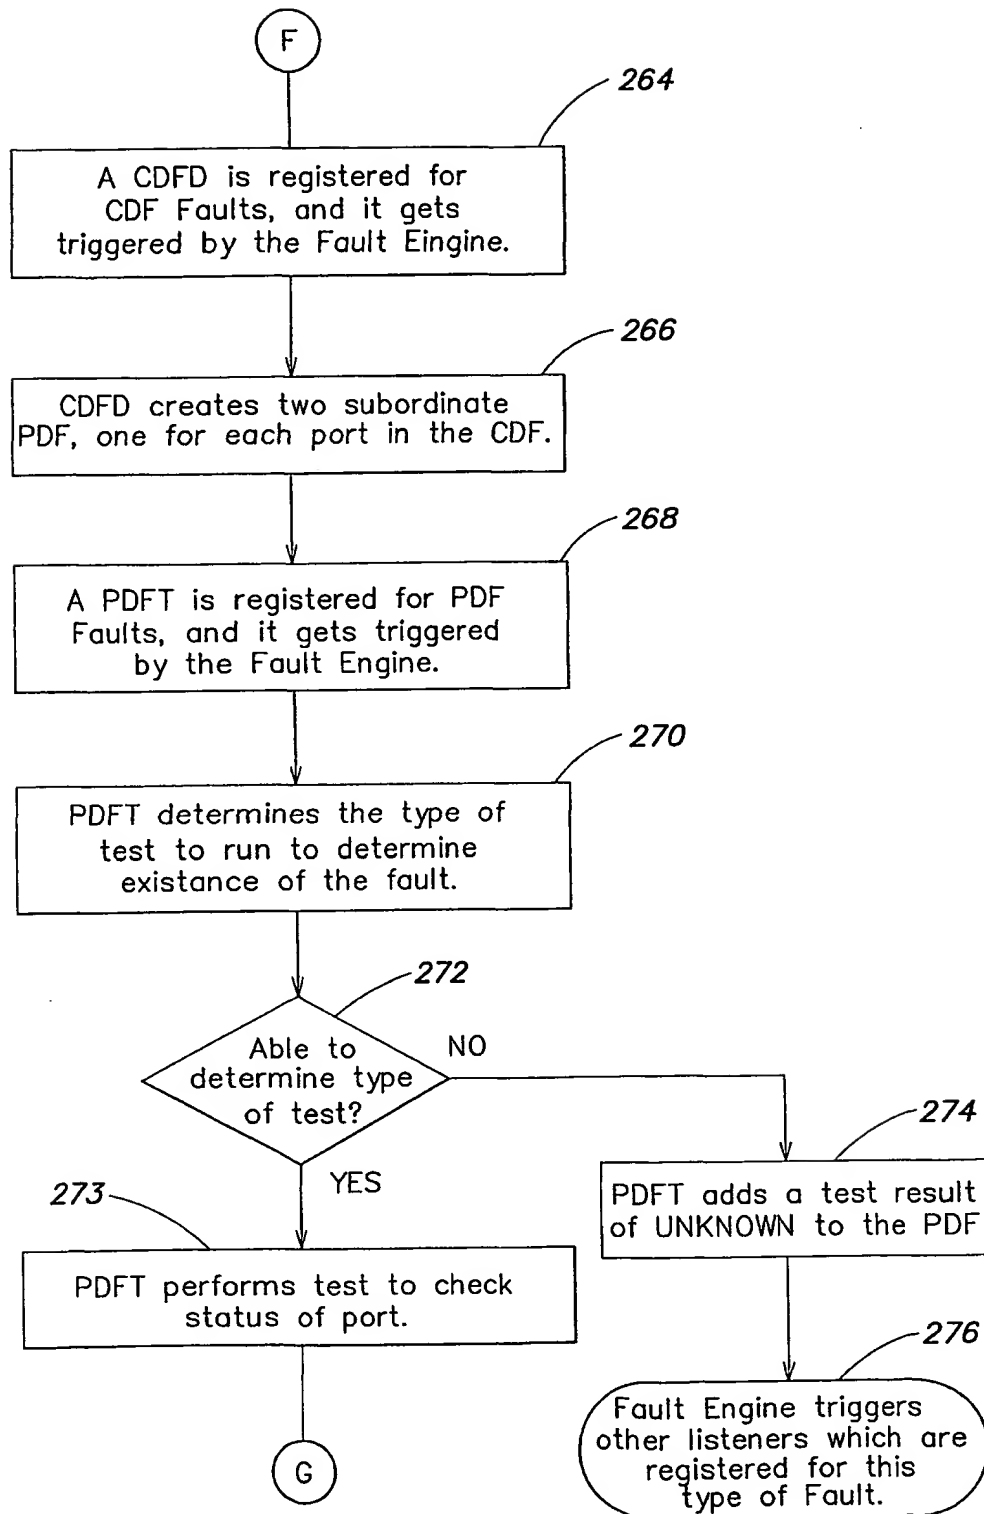 F
264
A CDFD is registered for
CDF Faults, and it gets
triggered by the Fault Eingine.
266
CDFD creates two subordinate
PDF, one for each port in the CDF.
268
A PDFT is registered for PDF
Faults, and it gets triggered
by the Fault Engine.
270
PDFT determines the type of
test to run to determine
existance of the fault.
272
Able to
determine type
of test?
NO
YES
274
PDFT adds a test result
of UNKNOWN to the PDF
273
PDFT performs test to check
status of port.
276
Fault Engine triggers
other listeners which are
registered for this
type of Fault.
G